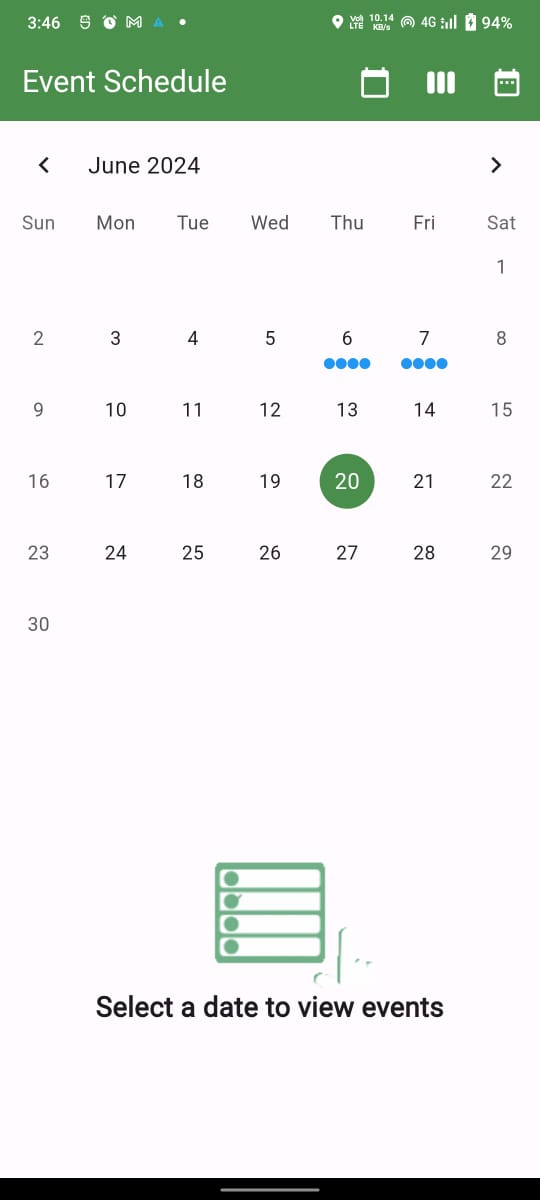 3:46 Vo) LTE 10.14 KB/s 4G 94%
Event Schedule
June 2024
Sun Mon Tue Wed Thu Fri Sat
1
2 3 4 5 6 7 8
9 10 11 12 13 14 15
16 17 18 19 20 21 22
23 24 25 26 27 28 29
30
Select a date to view events